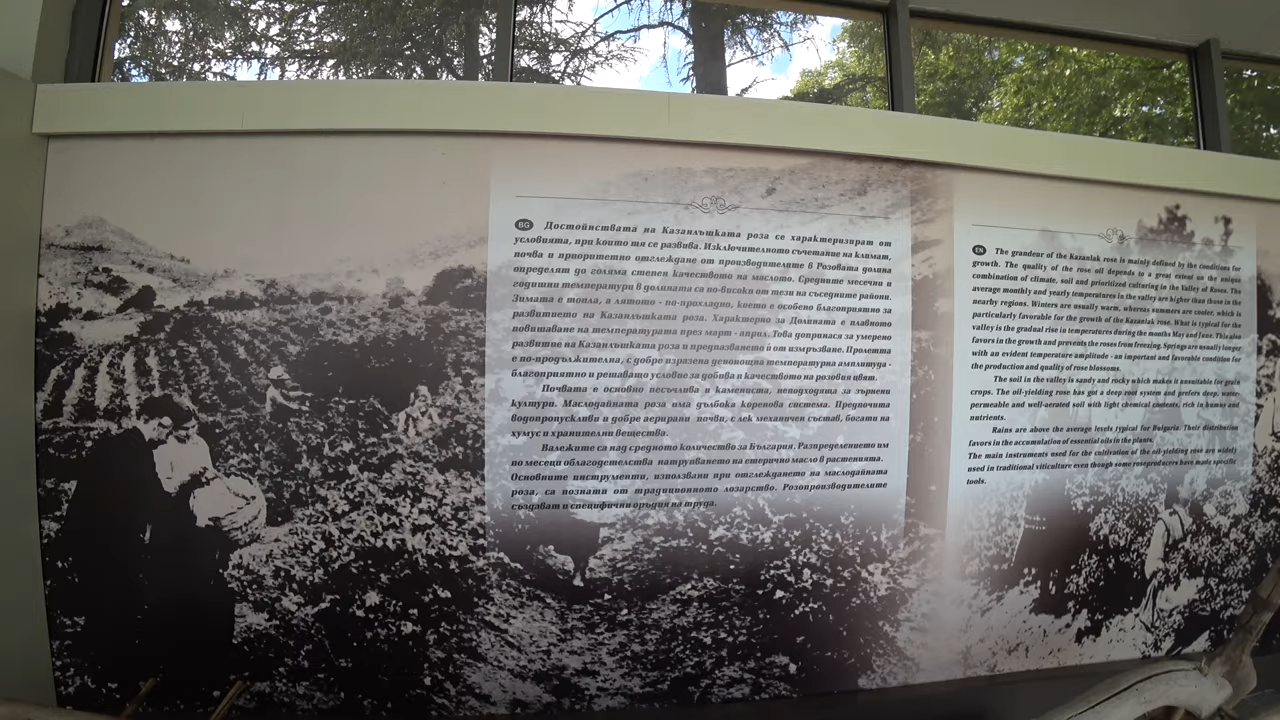 BG Достойнствата на Казанлъшката роза се характеризират от
условията, при които тя се развива. Изключителното съчетание на климат,
почва и приоритетно отглеждане от производителите в Розовата долина
определят до голяма степен качеството на маслото. Средните месечни и
годишни температури в долината са по-високи от тези на съседните райони.
Зимата е топла, а лятото - по-прохладно, което е особено благоприятно за
развитието на Казанлъшката роза. Характерно за Долината е плавното
повишаване на температурата през март - април. Това допринася за умерено
развитие на Казанлъшката роза и предпазването ѝ от измръзване. Пролетта
е по-продължителна, с добре изразена денонощна температурна амплитуда -
благоприятно и решаващо условие за добива и качеството на розовия цвят.
Почвата е основно песъчлива и камениста, неподходяща за зърнени
култури. Маслодайната роза има дълбока коренова система. Предпочита
водопропускливи и добре аерирани почви, с лек механичен състав, богати на
хумус и хранителни вещества.
Валежите са над средното количество за България. Разпределението им
по месеци облагодетелства натрупването на етерично масло в растенията.
Основните инструменти, използвани при отглеждането на маслодайната
роза, са познати от традиционното лозарство. Розопроизводителите
създават и специфични оръдия на труда.
EN The grandeur of the Kazanlak rose is mainly defined by the conditions for
growth. The quality of the rose oil depends to a great extent on the unique
combination of climate, soil and prioritized culturing in the Valley of Roses. The
average monthly and yearly temperatures in the valley are higher than those in the
nearby regions. Winters are usually warm, whereas summers are cooler, which is
particularly favorable for the growth of the Kazanlak rose. What is typical for the
valley is the gradual rise in temperatures during the months May and June. This also
favors in the growth and prevents the roses from freezing. Springs are usually longer
with an evident temperature amplitude - an important and favorable condition for
the production and quality of rose blossoms.
The soil in the valley is sandy and rocky which makes it unsuitable for grain
crops. The oil-yielding rose has got a deep root system and prefers deep, water-
permeable and well-aerated soil with light chemical contents, rich in humus and
nutrients.
Rains are above the average levels typical for Bulgaria. Their distribution
favors in the accumulation of essential oils in the plants.
The main instruments used for the cultivation of the oil-yielding rose are widely
used in traditional viticulture even though some roseproducers have made specific
tools.